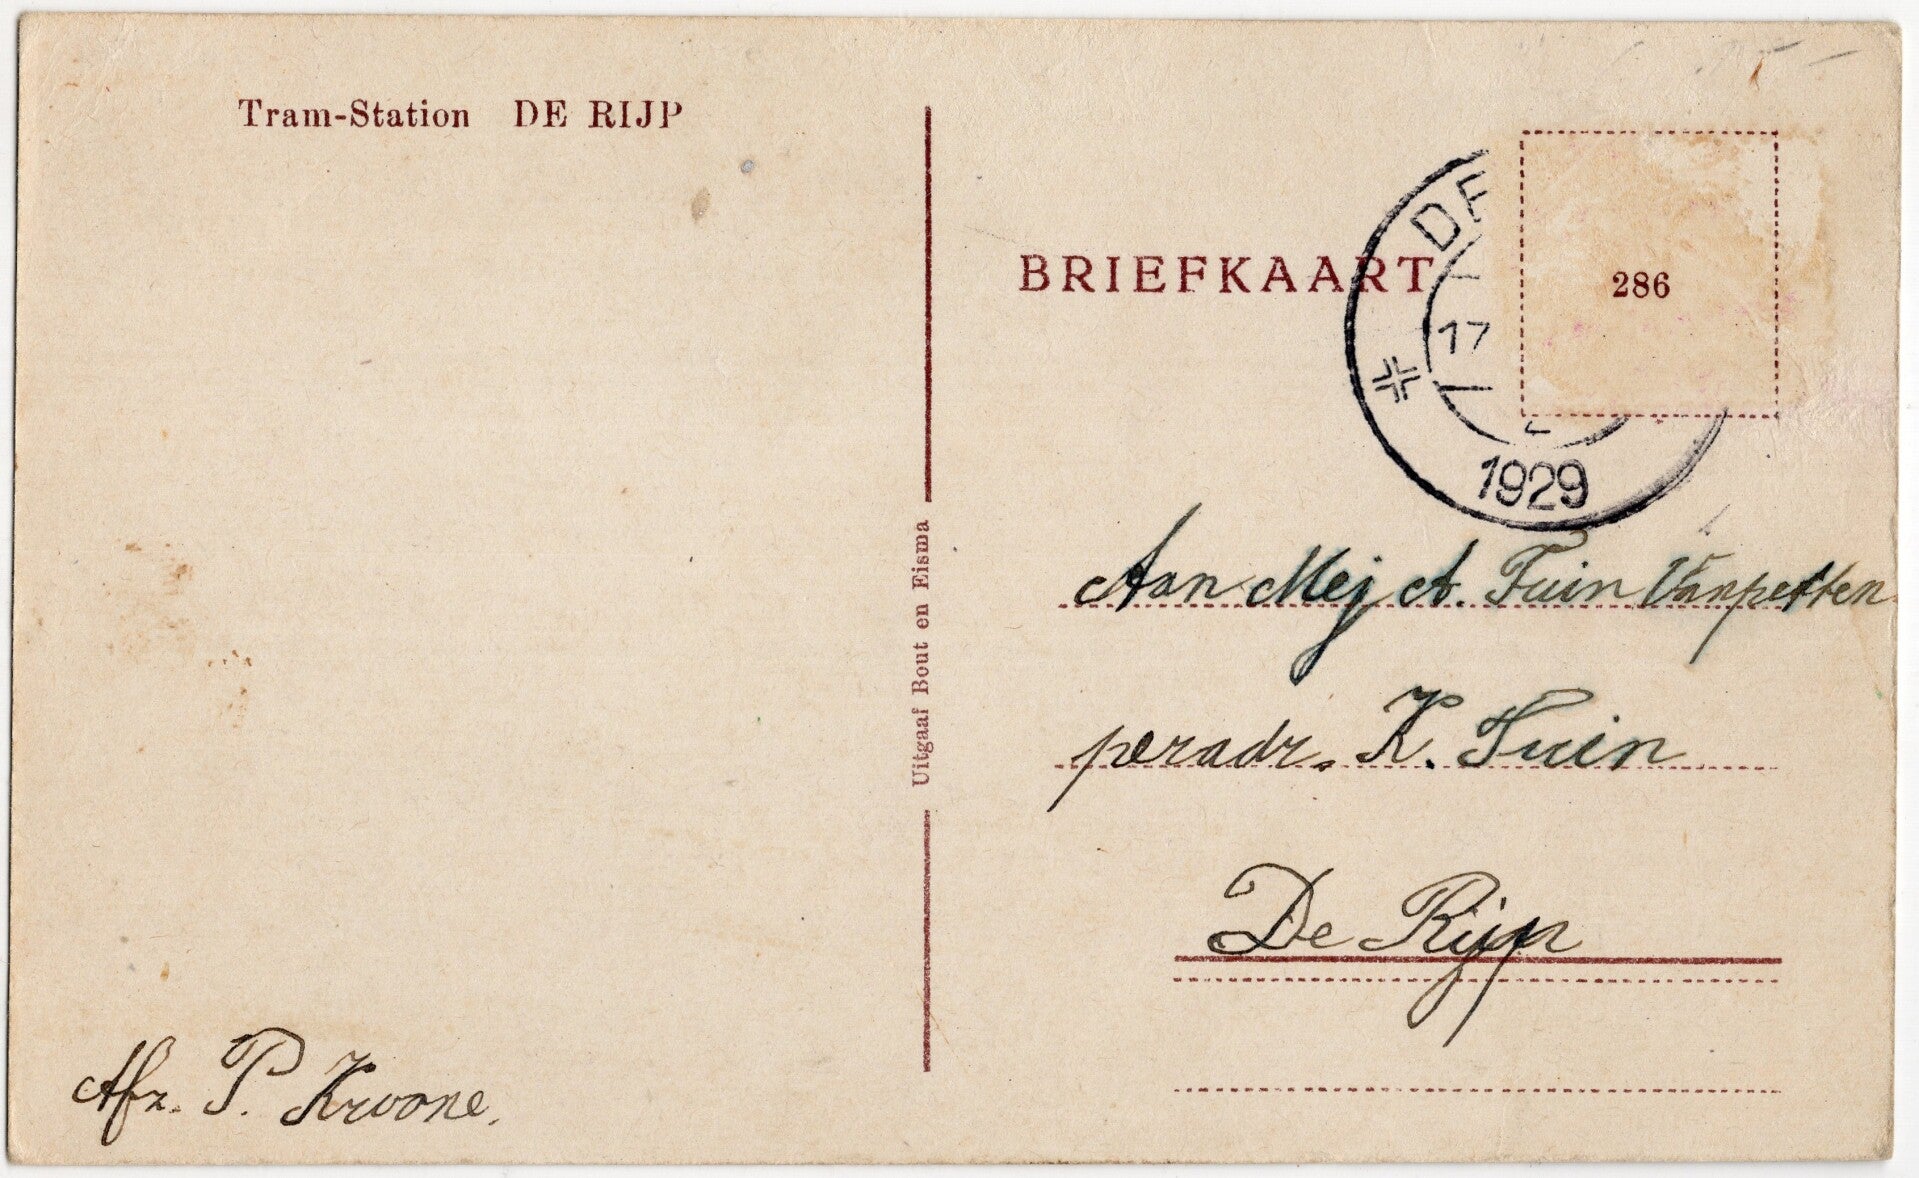 Tram-Station DE RIJP
BRIEFKAART
286
DE
17
1929
Uitgaaf Bout en Eisma
Aan Mej A. Tuin Vanpetten
peradr. K. Tuin
De Rijp
Afz. P. Kroone.